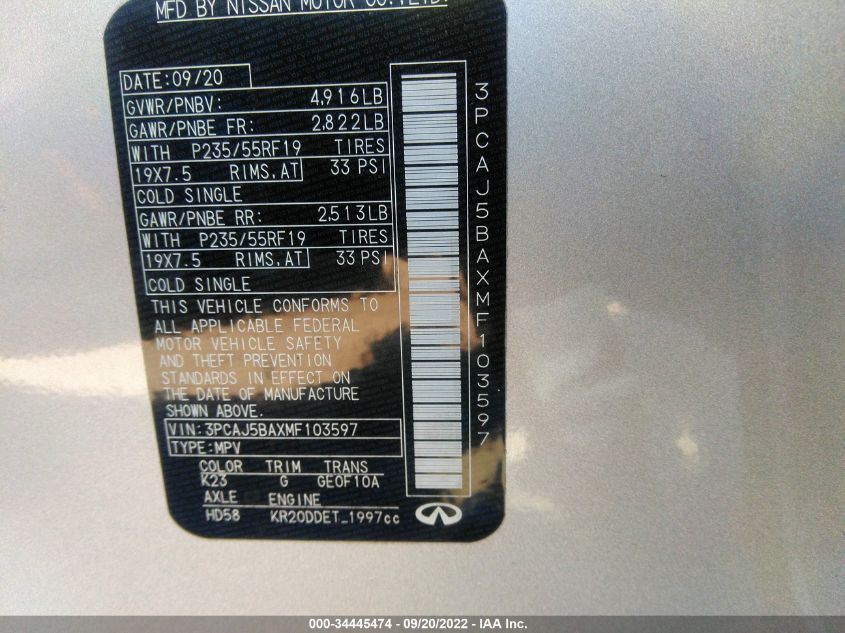 MFD BY NISSAN MOTOR CO.,LTD.
DATE:09/20
GVWR/PNBV: 4,916LB
GAWR/PNBE FR: 2,822LB
WITH P235/55RF19 TIRES
19X7.5 RIMS,AT 33 PSI
COLD SINGLE
GAWR/PNBE RR: 2,513LB
WITH P235/55RF19 TIRES
19X7.5 RIMS,AT 33 PSI
COLD SINGLE
THIS VEHICLE CONFORMS TO
ALL APPLICABLE FEDERAL
MOTOR VEHICLE SAFETY
AND THEFT PREVENTION
STANDARDS IN EFFECT ON
THE DATE OF MANUFACTURE
SHOWN ABOVE.
VIN:3PCAJ5BAXMF103597
TYPE:MPV
COLOR TRIM TRANS
K23 G GE0F10A
AXLE ENGINE
HD58 KR20DDET_1997cc
3PCAJ5BAXMF103597
000-34445474 - 09/20/2022 - IAA Inc.